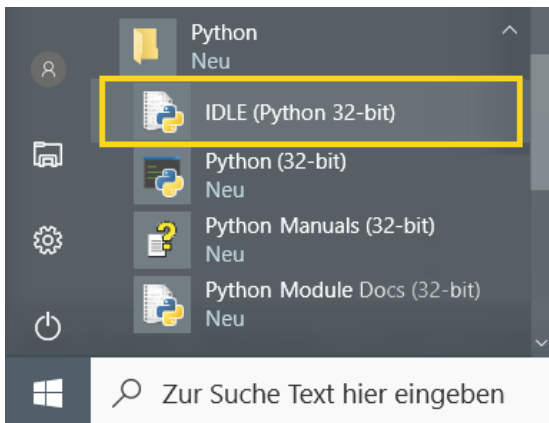 Python
Neu
IDLE (Python 32-bit)
Python (32-bit)
Neu
Python Manuals (32-bit)
Neu
Python Module Docs (32-bit)
Neu
Zur Suche Text hier eingeben